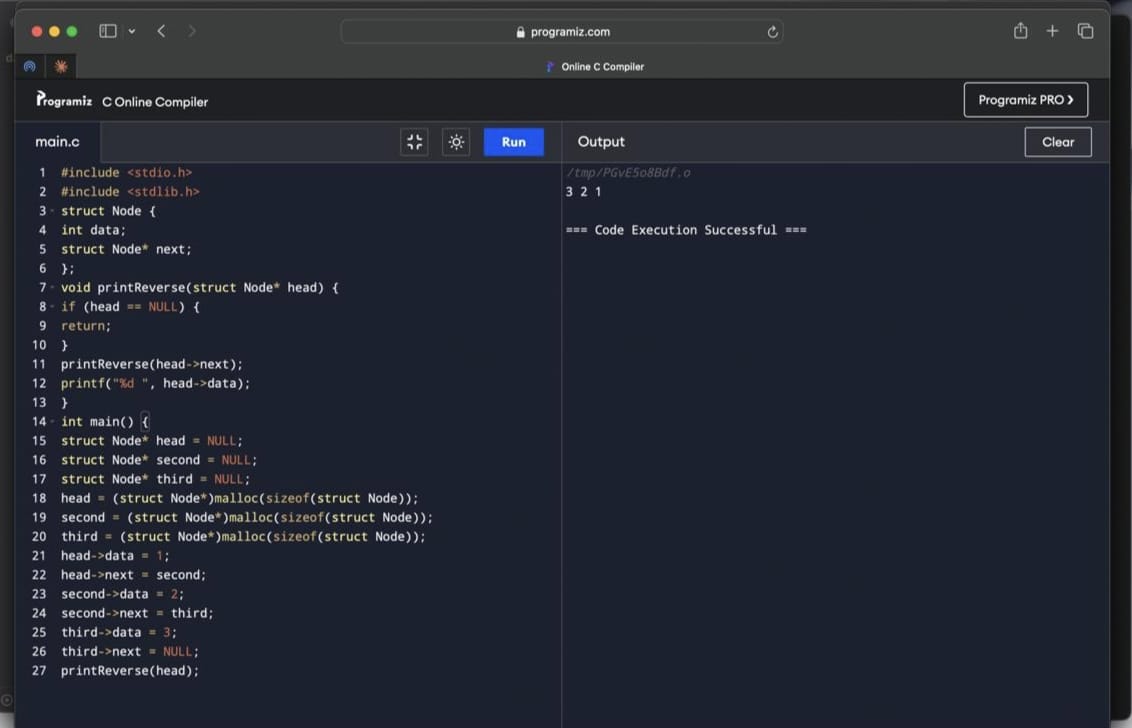 programiz.com
Online C Compiler
Programiz C Online Compiler
Programiz PRO ❯
main.c
Run
Output
Clear
1 #include <stdio.h>
2 #include <stdlib.h>
3 struct Node {
4 int data;
5 struct Node* next;
6 };
7 void printReverse(struct Node* head) {
8 if (head == NULL) {
9 return;
10 }
11 printReverse(head->next);
12 printf("%d ", head->data);
13 }
14 int main() {
15 struct Node* head = NULL;
16 struct Node* second = NULL;
17 struct Node* third = NULL;
18 head = (struct Node*)malloc(sizeof(struct Node));
19 second = (struct Node*)malloc(sizeof(struct Node));
20 third = (struct Node*)malloc(sizeof(struct Node));
21 head->data = 1;
22 head->next = second;
23 second->data = 2;
24 second->next = third;
25 third->data = 3;
26 third->next = NULL;
27 printReverse(head);
/tmp/PGvE5o8Bdf.o
3 2 1
=== Code Execution Successful ===